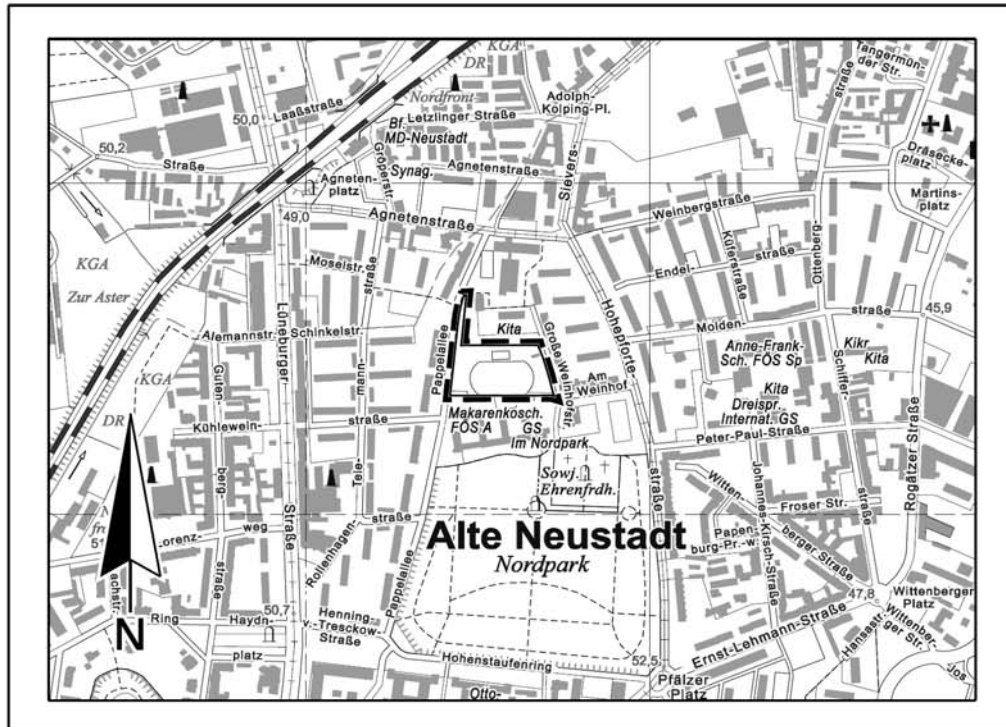 KGA
DR
Tangermün-
der Str.
Nordfront
Adolph-
Kolping-Pl.
50,0
Laaßstraße
Letzlinger Straße
Bf.
MD-Neustadt
straße
50,2
Straße
Gröperstr.
Synag.
Agnetenstraße
Sievers-
Dräsecke-
platz
Agneten-
platz
Martins-
platz
49,0
Agnetenstraße
Weinbergstraße
Ottenberg-
KGA
Moselstr.
straße
Endel-
straße
Küferstraße
Zur Aster
Lüneburger
Hohepforte-
straße
45,9
Alemannstr.
Schinkelstr.
Kita
Molden-
Pappelallee
Große Weinhofstr.
Anne-Frank-
Sch. FÖS Sp
Kikr
Kita
KGA
Guten-
mann-
Am
Weinhof
Schiffer-
Kita
Dreispr.
Internat. GS
DR
Makarenkosch.
FÖS A
GS
Kühlewein-
straße
Im Nordpark
Peter-Paul-Straße
Rogätzer Straße
berg-
Tele-
Sowj.
Ehrenfrdh.
straße
Witten-
berger Straße
Johannes-Kirsch-Straße
Froser Str.
straße
Lorenz-
weg
Straße
Rollenhagen-
straße
Alte Neustadt
Nordpark
Papen-
burg-Pr.-w.
straße
Pappelallee
N
Ring
50,7
Haydn-
platz
Henning-
v.-Tresckow-
Straße
47,8
Wittenberger
Platz
Ernst-Lehmann-Straße
Hansastr.
Wittenber-
ger Str.
Hohenstaufenring
52,5
Pfälzer
Platz
Otto-
Jos.